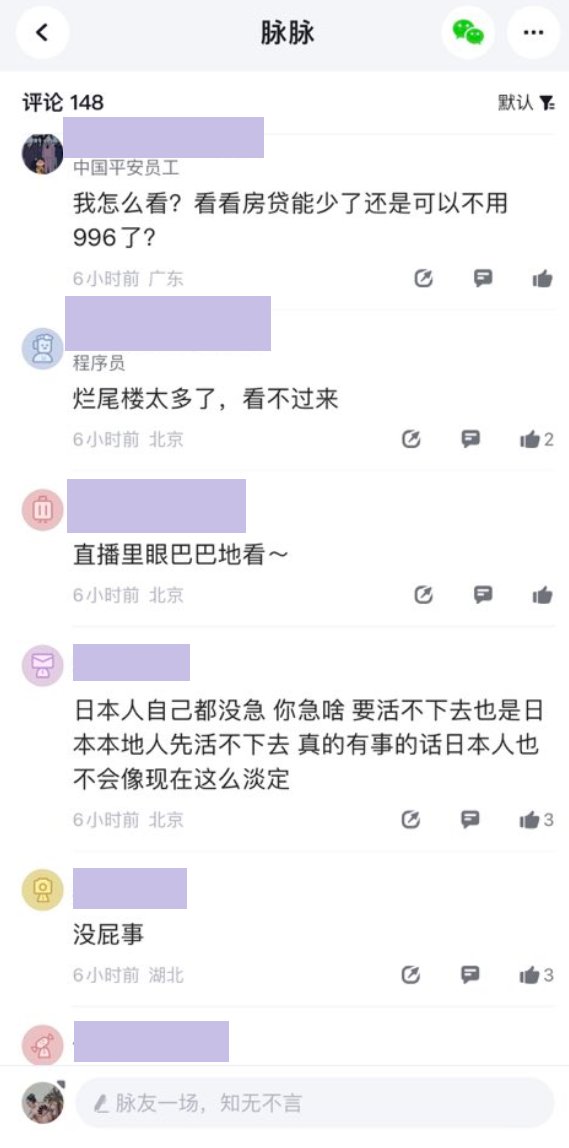 脉脉
评论 148
默认
中国平安员工
我怎么看？看看房贷能少了还是可以不用
996了？
6小时前 广东
程序员
烂尾楼太多了，看不过来
6小时前 北京
2
直播里眼巴巴地看～
6小时前 北京
日本人自己都没急 你急啥 要活不下去也是日
本本地人先活不下去 真的有事的话日本人也
不会像现在这么淡定
6小时前 北京
3
没屁事
6小时前 湖北
3
脉友一场，知无不言